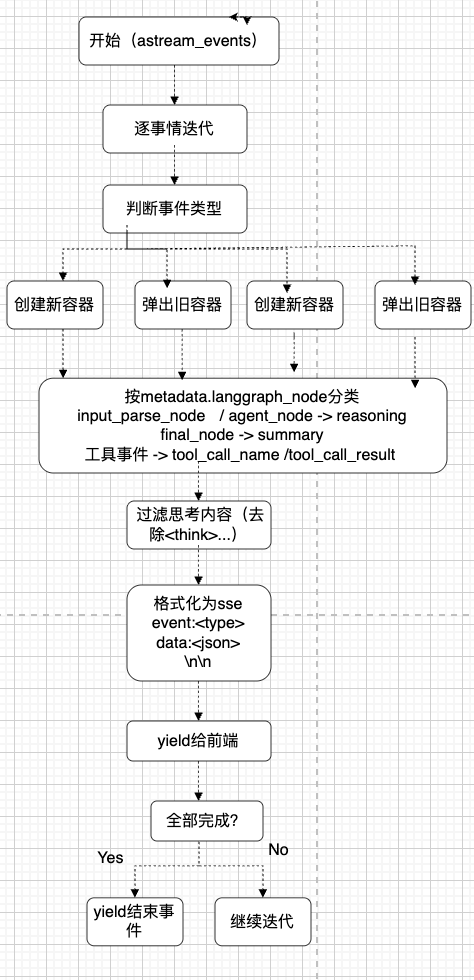 开始（astream_events）
逐事情迭代
判断事件类型
创建新容器
弹出旧容器
创建新容器
弹出旧容器
按metadata.langgraph_node分类
input_parse_node / agent_node -> reasoning
final_node -> summary
工具事件 -> tool_call_name /tool_call_result
过滤思考内容（去
除<think>...）
格式化为sse
event:<type>
data:<json>
\n\n
yield给前端
全部完成?
Yes
No
yield结束事
件
继续迭代